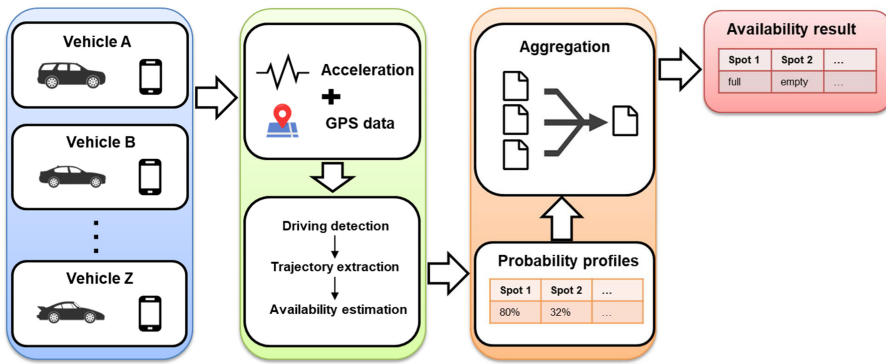 Vehicle A
Vehicle B
Vehicle Z
Acceleration
+
GPS data
Driving detection
Trajectory extraction
Availability estimation
Aggregation
Probability profiles
Spot 1 Spot 2 ...
80% 32% ...
Availability result
Spot 1 Spot 2 ...
full empty ...